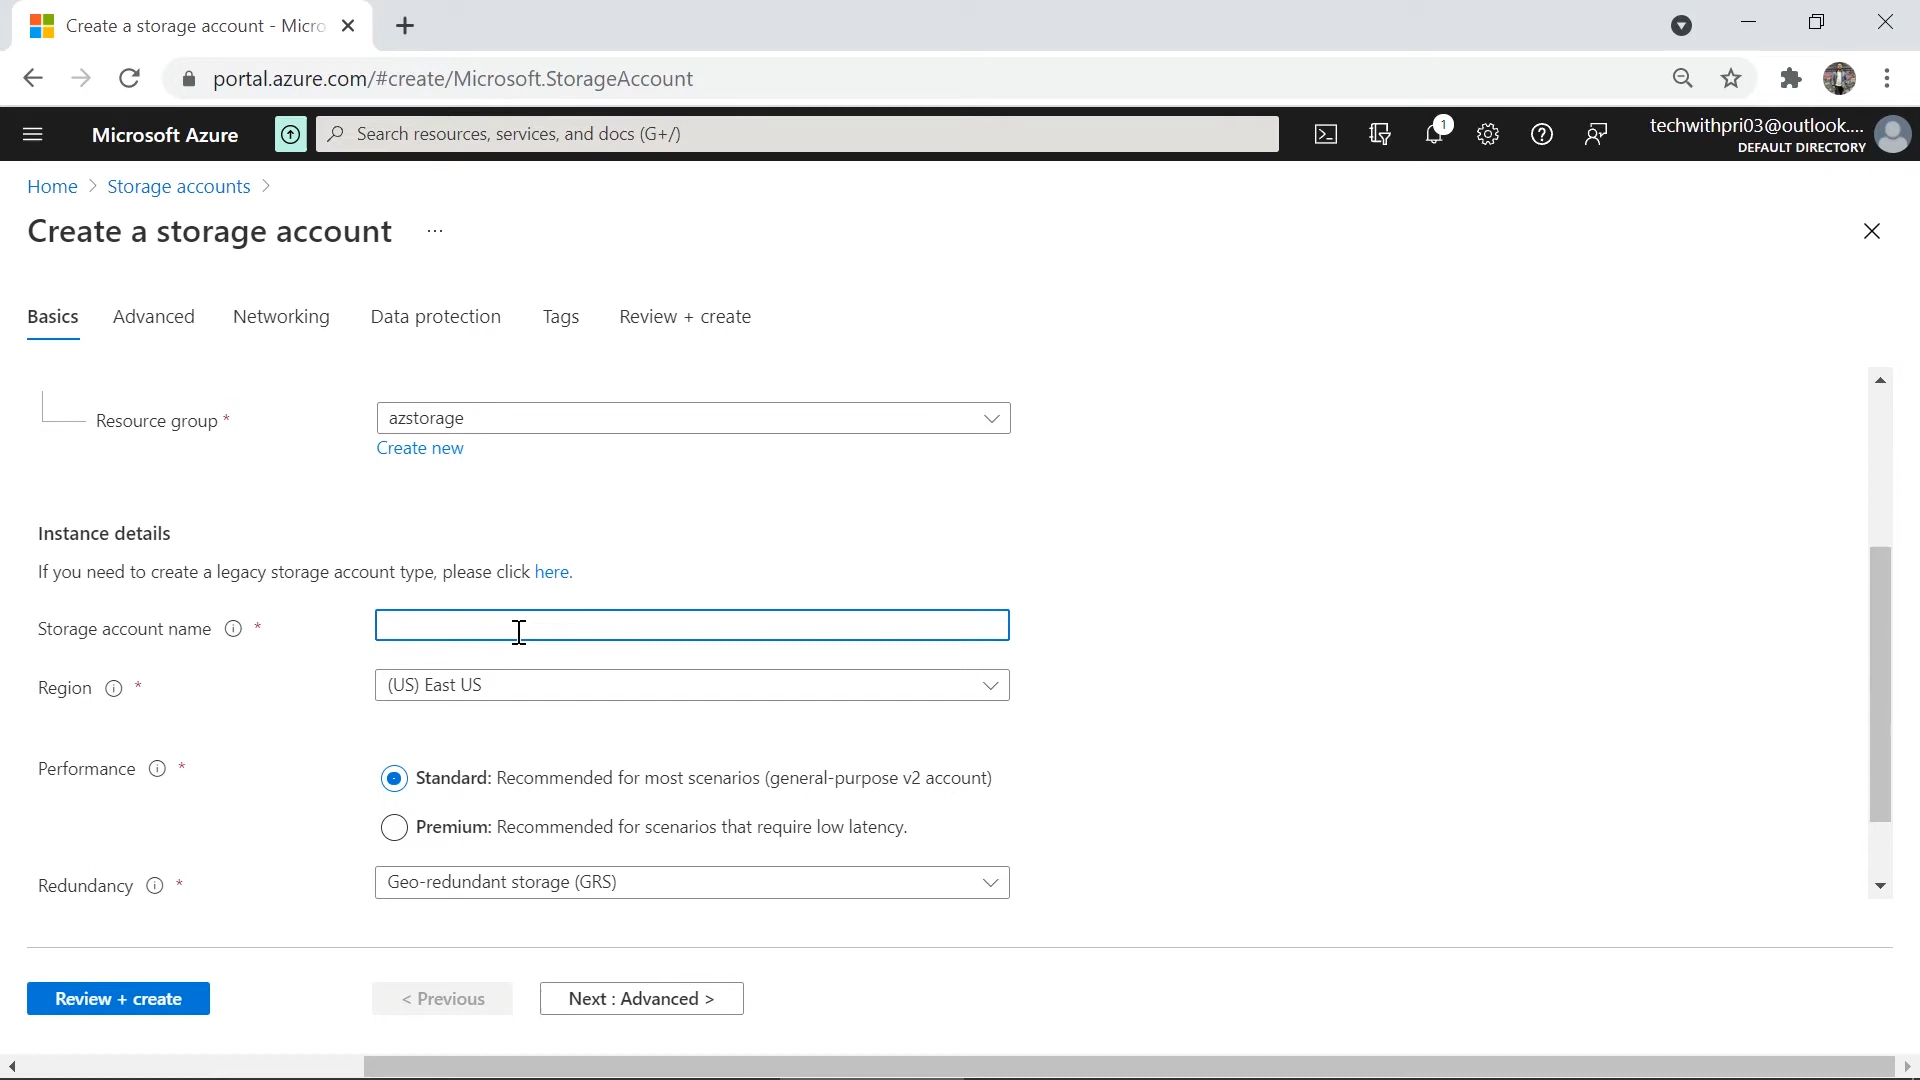 Create a storage account - Micro
portal.azure.com/#create/Microsoft.StorageAccount
Microsoft Azure
Search resources, services, and docs (G+/)
1
techwithpri03@outlook....
DEFAULT DIRECTORY
Home > Storage accounts >
Create a storage account ...
Basics Advanced Networking Data protection Tags Review + create
Resource group * azstorage
Create new
Instance details
If you need to create a legacy storage account type, please click here.
Storage account name *
Region * (US) East US
Performance * Standard: Recommended for most scenarios (general-purpose v2 account)
Premium: Recommended for scenarios that require low latency.
Redundancy * Geo-redundant storage (GRS)
Review + create < Previous Next : Advanced >